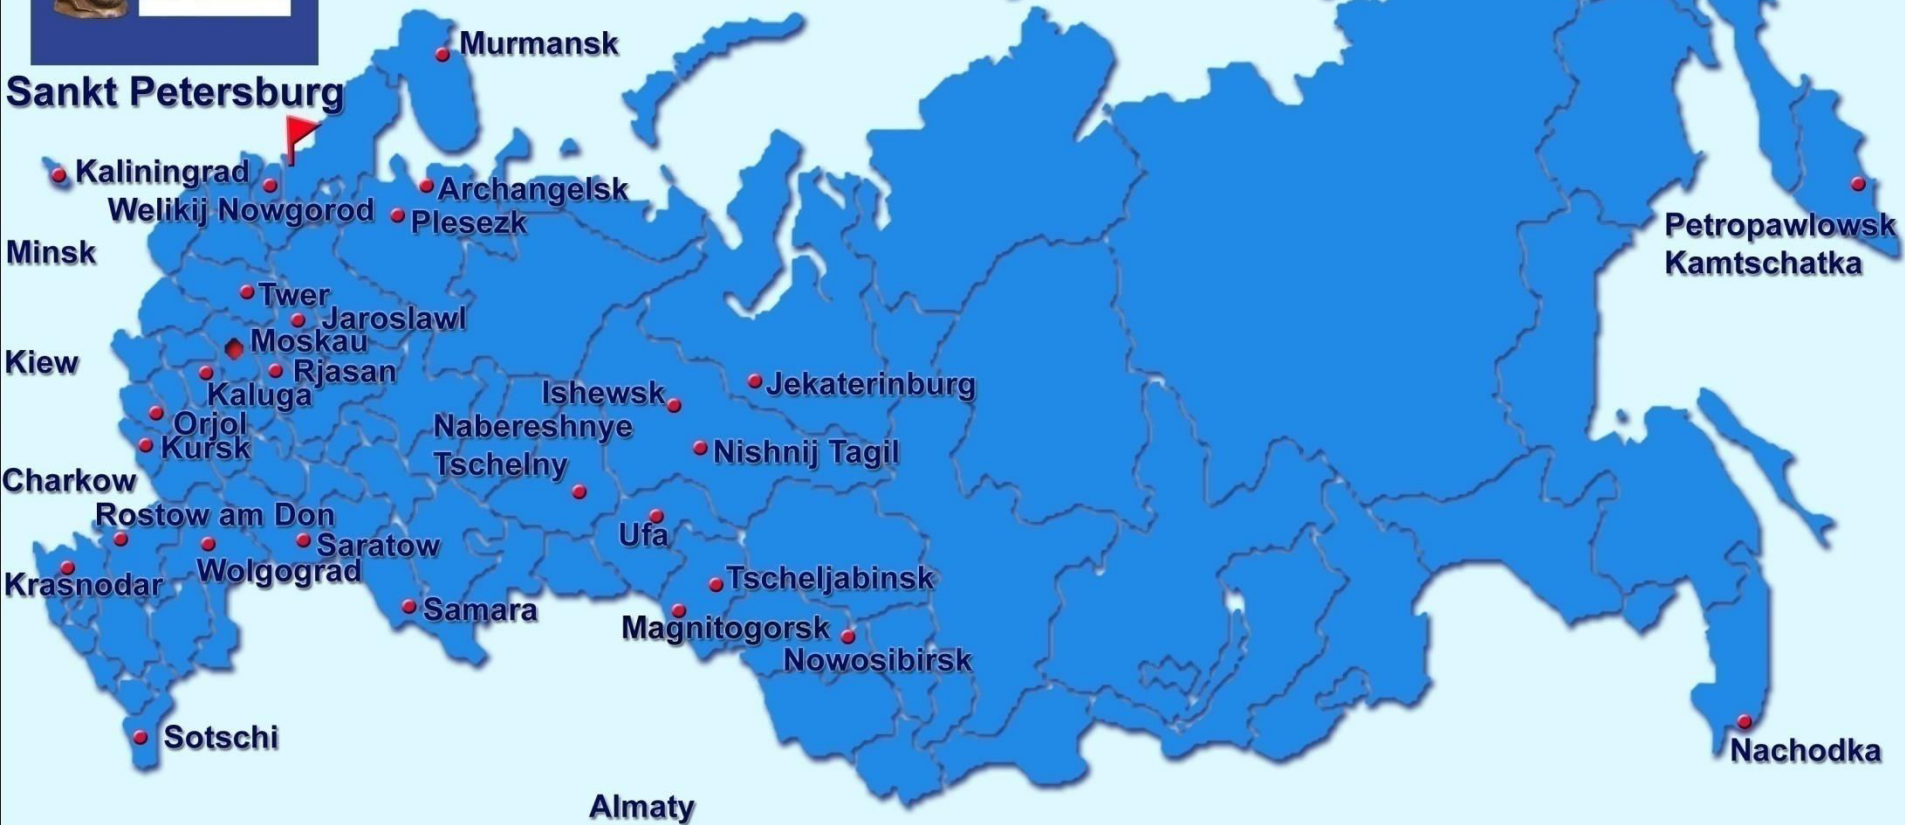 Murmansk
Sankt Petersburg
Kaliningrad
Archangelsk
Welikij Nowgorod
Plesezk
Petropawlowsk
Kamtschatka
Minsk
Twer
Jaroslawl
Moskau
Kiew
Rjasan
Kaluga
Ishewsk
Jekaterinburg
Orjol
Nabereshnye
Tschelny
Kursk
Nishnij Tagil
Charkow
Rostow am Don
Ufa
Saratow
Wolgograd
Krasnodar
Tscheljabinsk
Samara
Magnitogorsk
Nowosibirsk
Sotschi
Nachodka
Almaty